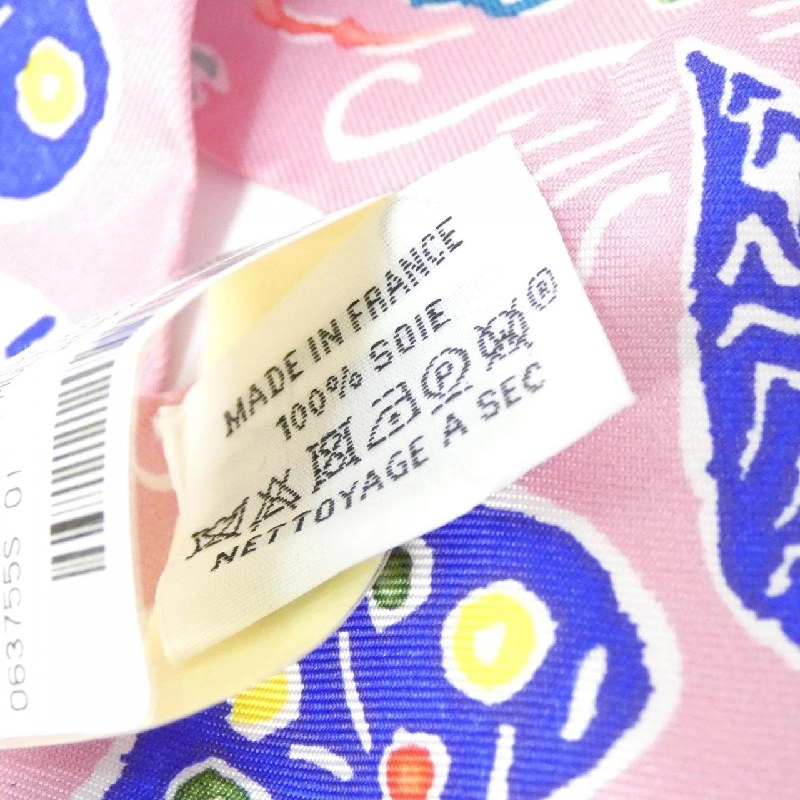 MADE IN FRANCE
100% SOIE
P W ®
NETTOYAGE A SEC
063755S 01